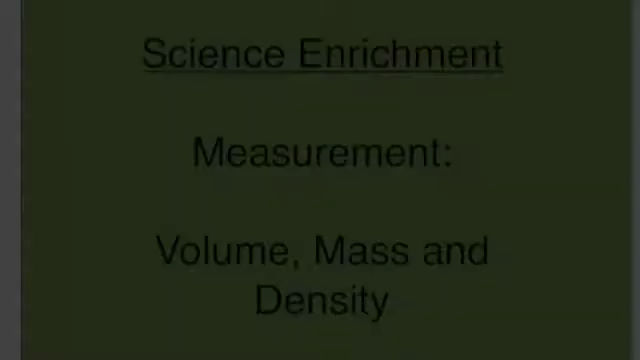 Science Enrichment
Measurement:
Volume, Mass and
Density